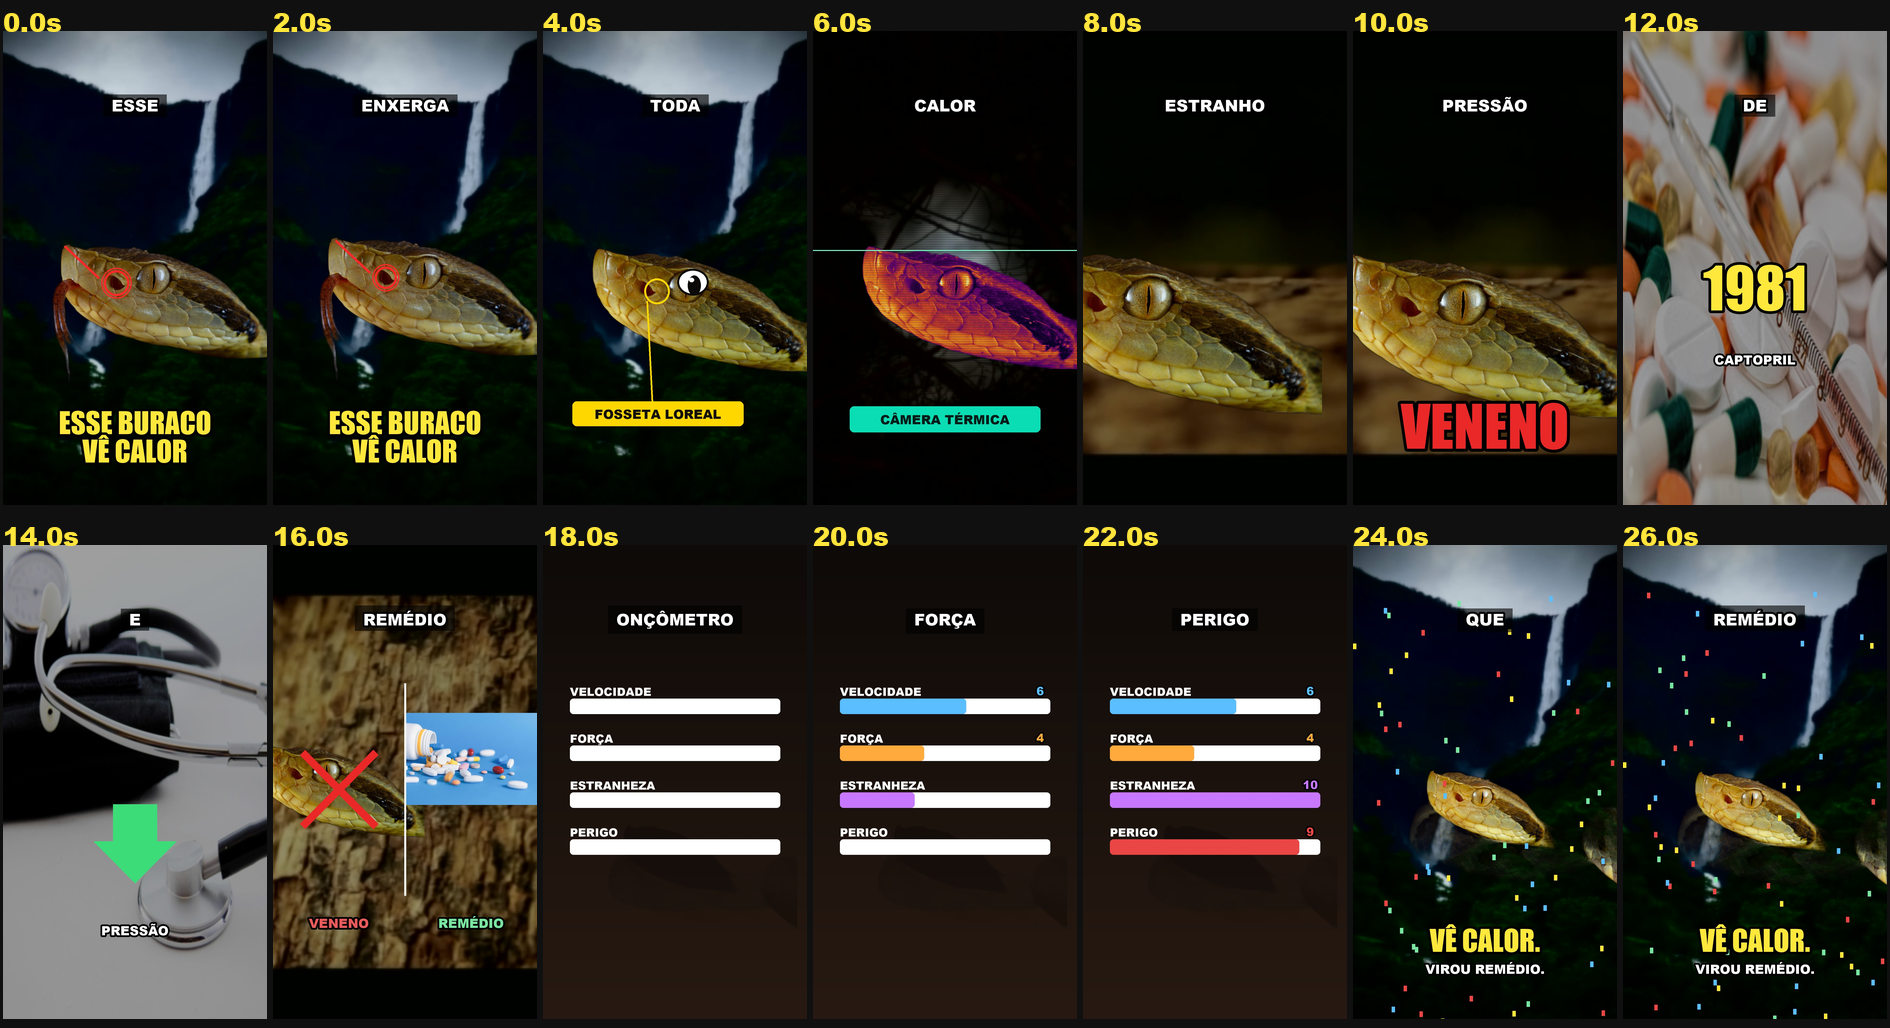 0.0s
ESSE
ESSE BURACO
VÊ CALOR
2.0s
ENXERGA
ESSE BURACO
VÊ CALOR
4.0s
TODA
FOSSETA LOREAL
6.0s
CALOR
CÂMERA TÉRMICA
8.0s
ESTRANHO
10.0s
PRESSÃO
VENENO
12.0s
DE
1981
CAPTOPRIL
14.0s
E
PRESSÃO
16.0s
REMÉDIO
VENENO
REMÉDIO
18.0s
ONÇÔMETRO
VELOCIDADE
FORÇA
ESTRANHEZA
PERIGO
20.0s
FORÇA
VELOCIDADE 6
FORÇA 4
ESTRANHEZA
PERIGO
22.0s
PERIGO
VELOCIDADE 6
FORÇA 4
ESTRANHEZA 10
PERIGO 9
24.0s
QUE
VÊ CALOR.
VIROU REMÉDIO.
26.0s
REMÉDIO
VÊ CALOR.
VIROU REMÉDIO.